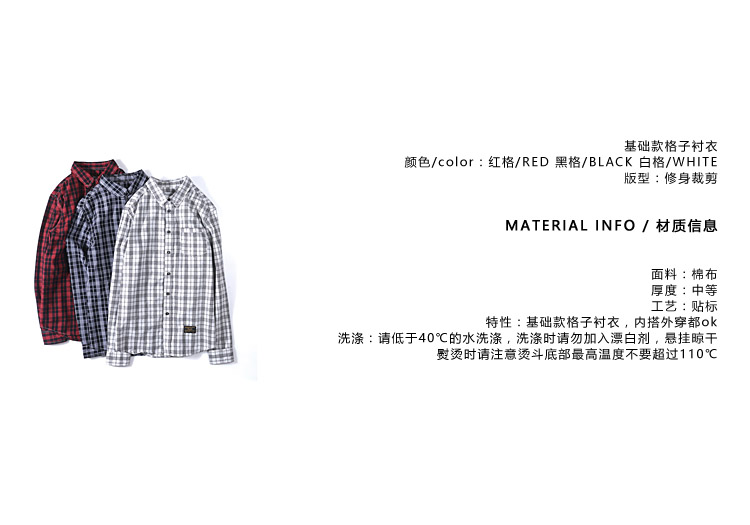 基础款格子衬衣
颜色/color：红格/RED 黑格/BLACK 白格/WHITE
版型：修身裁剪
MATERIAL INFO / 材质信息
面料：棉布
厚度：中等
工艺：贴标
特性：基础款格子衬衣，内搭外穿都ok
洗涤：请低于40℃的水洗涤，洗涤时请勿加入漂白剂，悬挂晾干
熨烫时请注意烫斗底部最高温度不要超过110℃